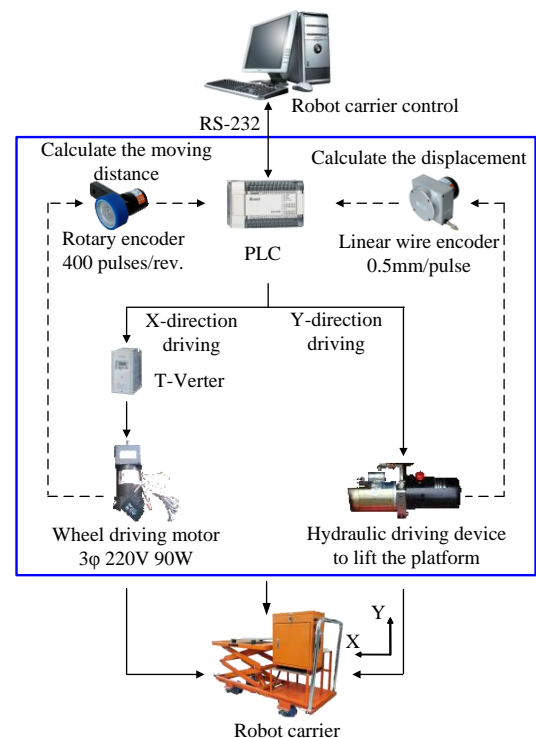 Robot carrier control
RS-232
Calculate the moving
distance
Calculate the displacement
Rotary encoder
400 pulses/rev.
PLC
Linear wire encoder
0.5mm/pulse
X-direction
driving
Y-direction
driving
T-Verter
Wheel driving motor
3φ 220V 90W
Hydraulic driving device
to lift the platform
Y
X
Robot carrier